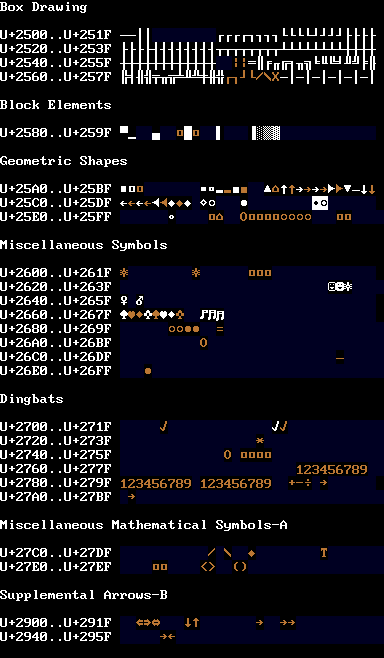 Box Drawing
U+2500..U+251F
U+2520..U+253F
U+2540..U+255F
U+2560..U+257F
Block Elements
U+2580..U+259F
Geometric Shapes
U+25A0..U+25BF
U+25C0..U+25DF
U+25E0..U+25FF
Miscellaneous Symbols
U+2600..U+261F
U+2620..U+263F
U+2640..U+265F
U+2660..U+267F
U+2680..U+269F
U+26A0..U+26BF
U+26C0..U+26DF
U+26E0..U+26FF
Dingbats
U+2700..U+271F
U+2720..U+273F
U+2740..U+275F
U+2760..U+277F 123456789
U+2780..U+279F 123456789 123456789 +−÷ →
U+27A0..U+27BF →
Miscellaneous Mathematical Symbols-A
U+27C0..U+27DF
U+27E0..U+27EF
Supplemental Arrows-B
U+2900..U+291F
U+2940..U+295F